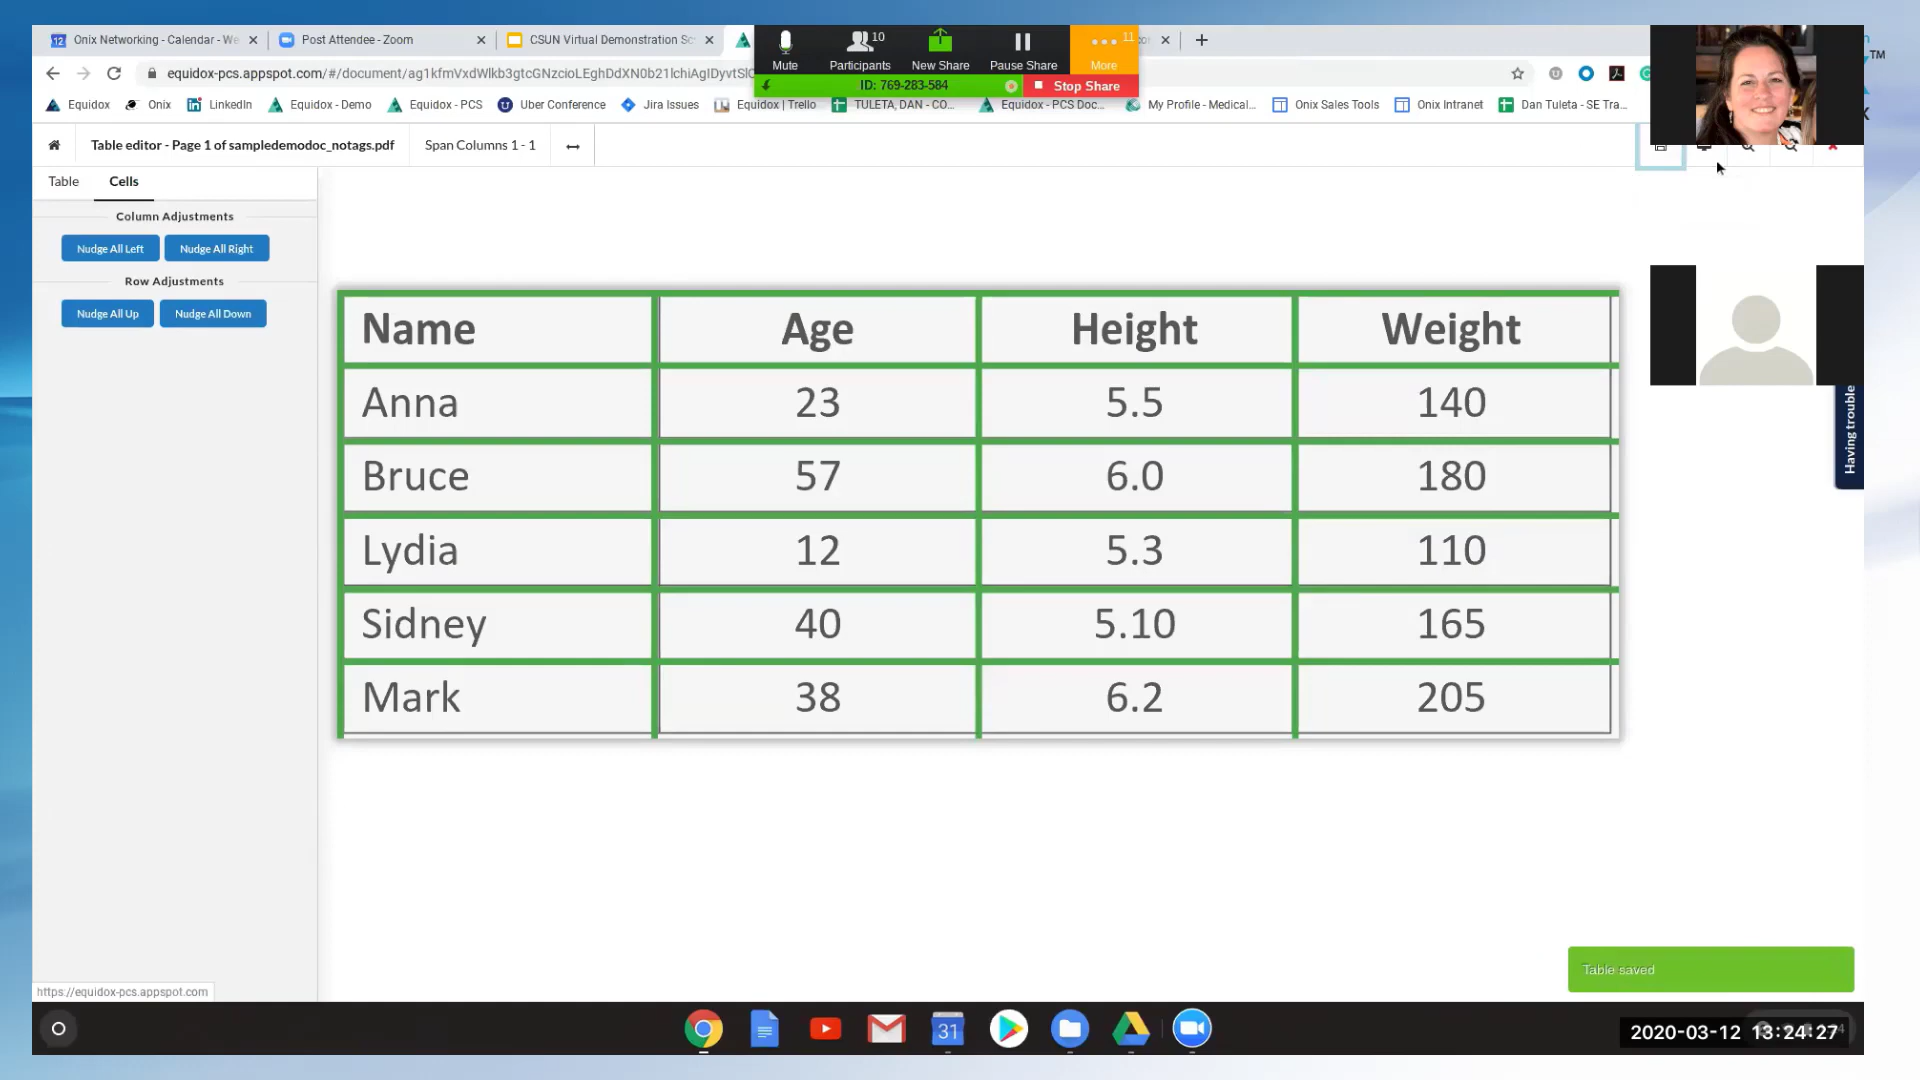 Onix Networking - Calendar - We
Post Attendee - Zoom
CSUN Virtual Demonstration Sc
Mute
Participants
10
New Share
Pause Share
More
11
ID: 769-283-584
Stop Share
equidox-pcs.appspot.com/#/document/
Equidox
Onix
LinkedIn
Equidox - Demo
Equidox - PCS
Uber Conference
Jira Issues
Equidox | Trello
TULETA, DAN - CO...
Equidox - PCS Doc...
My Profile - Medical...
Onix Sales Tools
Onix Intranet
Dan Tuleta - SE Tra...
Table editor - Page 1 of sampledemodoc_notags.pdf
Span Columns 1 - 1
Table
Cells
Column Adjustments
Nudge All Left
Nudge All Right
Row Adjustments
Nudge All Up
Nudge All Down
Name Age Height Weight
Anna 23 5.5 140
Bruce 57 6.0 180
Lydia 12 5.3 110
Sidney 40 5.10 165
Mark 38 6.2 205
Having trouble
Table saved
https://equidox-pcs.appspot.com
31
2020-03-12 13:24:27